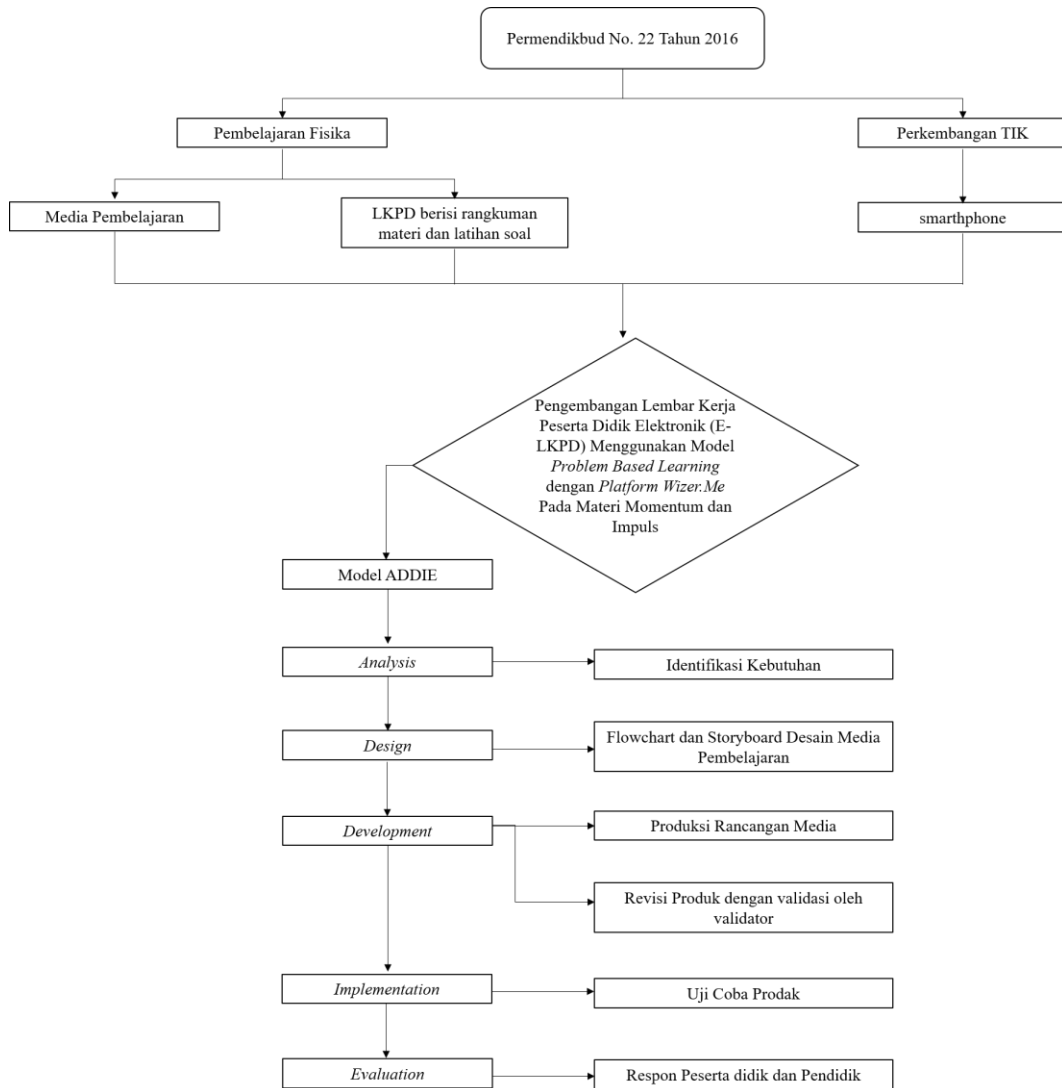 Permendikbud No. 22 Tahun 2016
Pembelajaran Fisika
Perkembangan TIK
Media Pembelajaran
LKPD berisi rangkuman
materi dan latihan soal
smarthphone
Pengembangan Lembar Kerja
Peserta Didik Elektronik (E-
LKPD) Menggunakan Model
Problem Based Learning
dengan Platform Wizer.Me
Pada Materi Momentum dan
Impuls
Model ADDIE
Analysis
Identifikasi Kebutuhan
Design
Flowchart dan Storyboard Desain Media
Pembelajaran
Development
Produksi Rancangan Media
Revisi Produk dengan validasi oleh
validator
Implementation
Uji Coba Prodak
Evaluation
Respon Peserta didik dan Pendidik